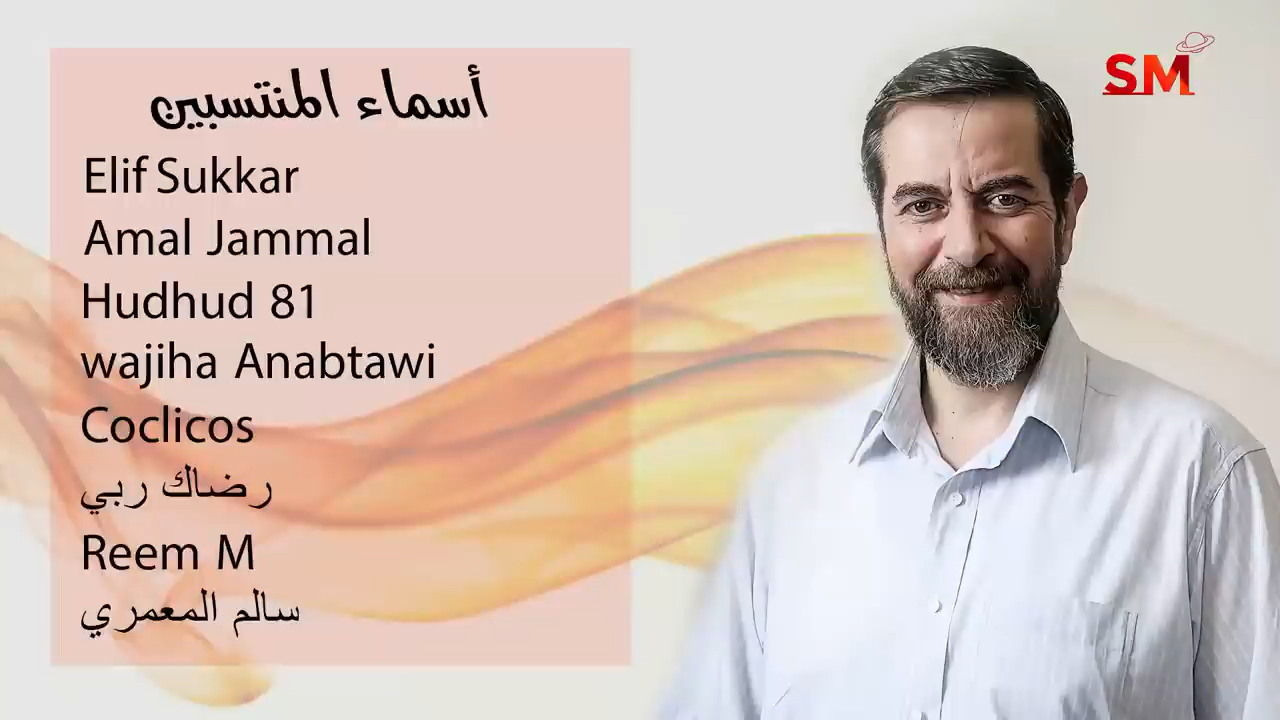 أسماء المنتسبين
Elif Sukkar
Amal Jammal
Hudhud 81
wajiha Anabtawi
Coclicos
رضاك ربي
Reem M
سالم المعمري
SM